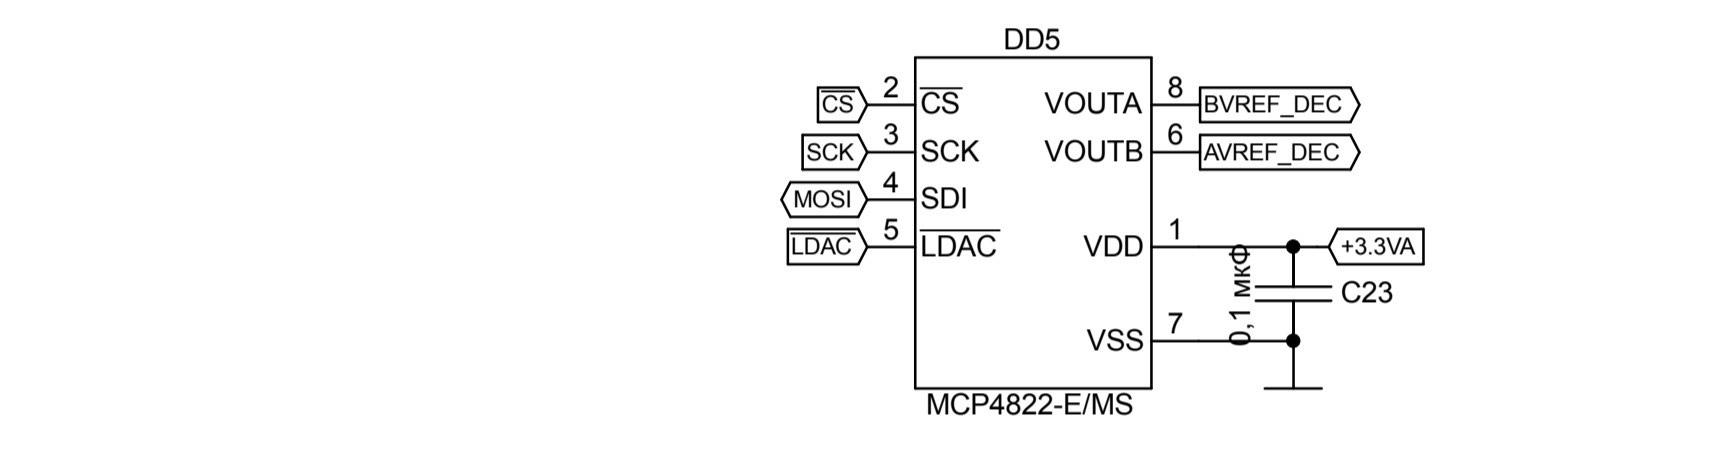 DD5
CS 2 CS VOUTA 8 BVREF_DEC
SCK 3 SCK VOUTB 6 AVREF_DEC
MOSI 4 SDI
LDAC 5 LDAC VDD 1 +3.3VA
0,1 мкФ
C23
VSS 7
MCP4822-E/MS